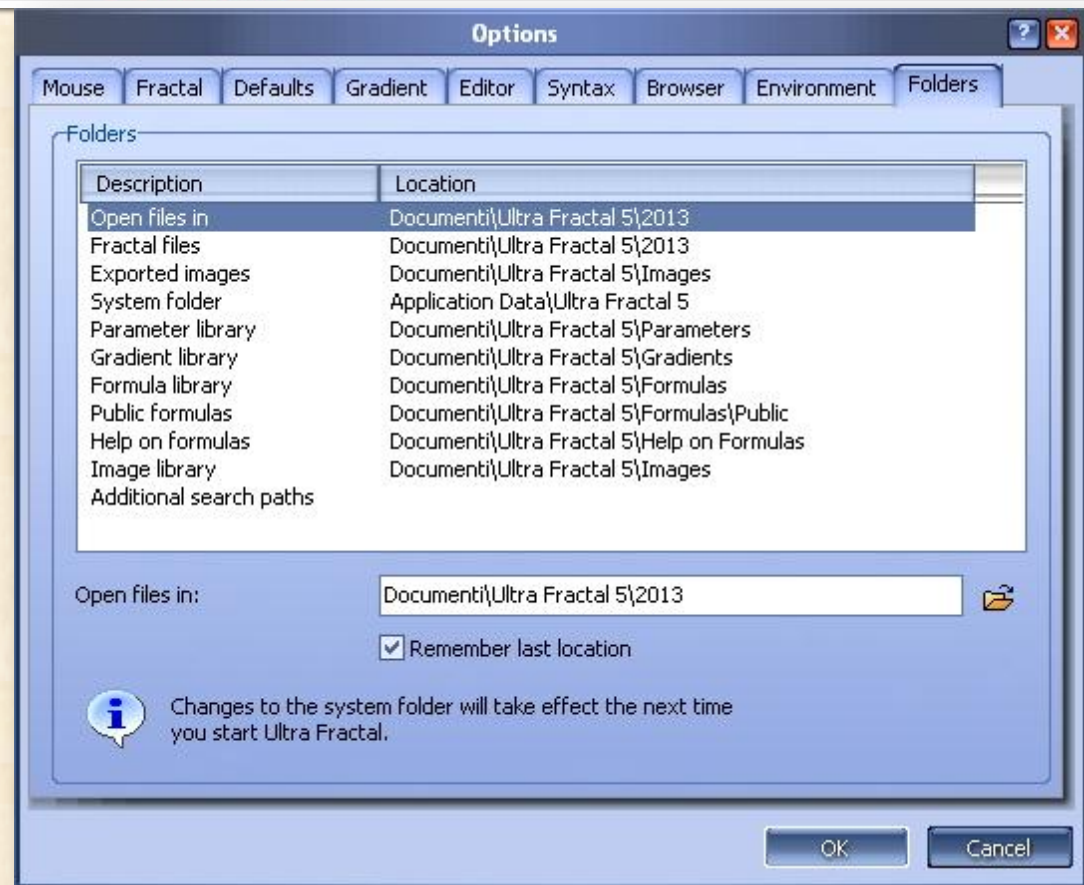 Options
Mouse Fractal Defaults Gradient Editor Syntax Browser Environment Folders
Folders
Description Location
Open files in Documenti\Ultra Fractal 5\2013
Fractal files Documenti\Ultra Fractal 5\2013
Exported images Documenti\Ultra Fractal 5\Images
System folder Application Data\Ultra Fractal 5
Parameter library Documenti\Ultra Fractal 5\Parameters
Gradient library Documenti\Ultra Fractal 5\Gradients
Formula library Documenti\Ultra Fractal 5\Formulas
Public formulas Documenti\Ultra Fractal 5\Formulas\Public
Help on formulas Documenti\Ultra Fractal 5\Help on Formulas
Image library Documenti\Ultra Fractal 5\Images
Additional search paths
Open files in: Documenti\Ultra Fractal 5\2013
Remember last location
Changes to the system folder will take effect the next time
you start Ultra Fractal.
OK Cancel